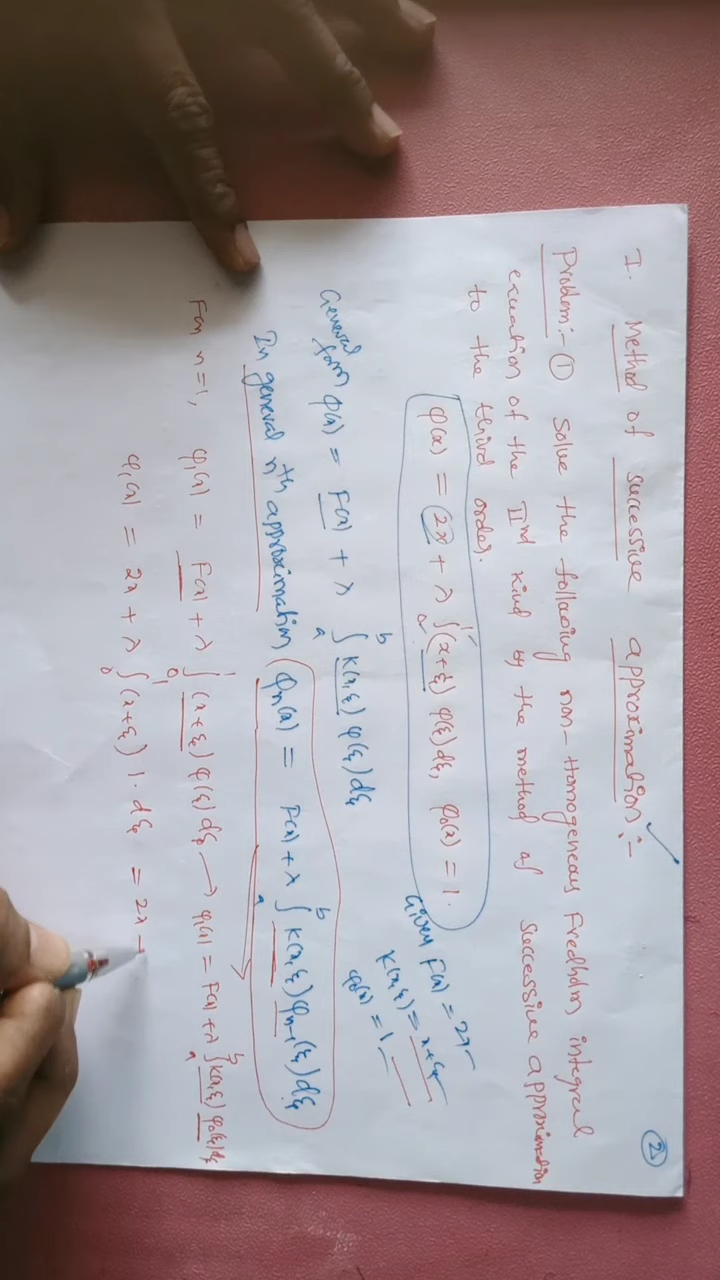 ②
I. Method of successive approximation :-
Problem:- ① Solve the following non-Homogeneous Fredholm integral
equation of the IInd kind by the method of successive approximation
to the third order.
φ(x) = 2x + λ ∫₀¹ (x+ξ) φ(ξ)dξ, φ₀(x) = 1.
Given F(x) = 2x
K(x,ξ) = x+ξ
φ₀(x) = 1
General form φ(x) = F(x) + λ ∫ₐᵇ K(x,ξ) φ(ξ)dξ
In general nth approximation φₙ(x) = F(x) + λ ∫ₐᵇ K(x,ξ) φₙ₋₁(ξ)dξ
For n=1, φ₁(x) = F(x) + λ ∫₀¹ (x+ξ) φ(ξ)dξ → φ₁(x) = F(x) + λ ∫ₐᵇ K(x,ξ) φ₀(ξ)dξ
φ₁(x) = 2x + λ ∫₀¹ (x+ξ) 1. dξ = 2x +